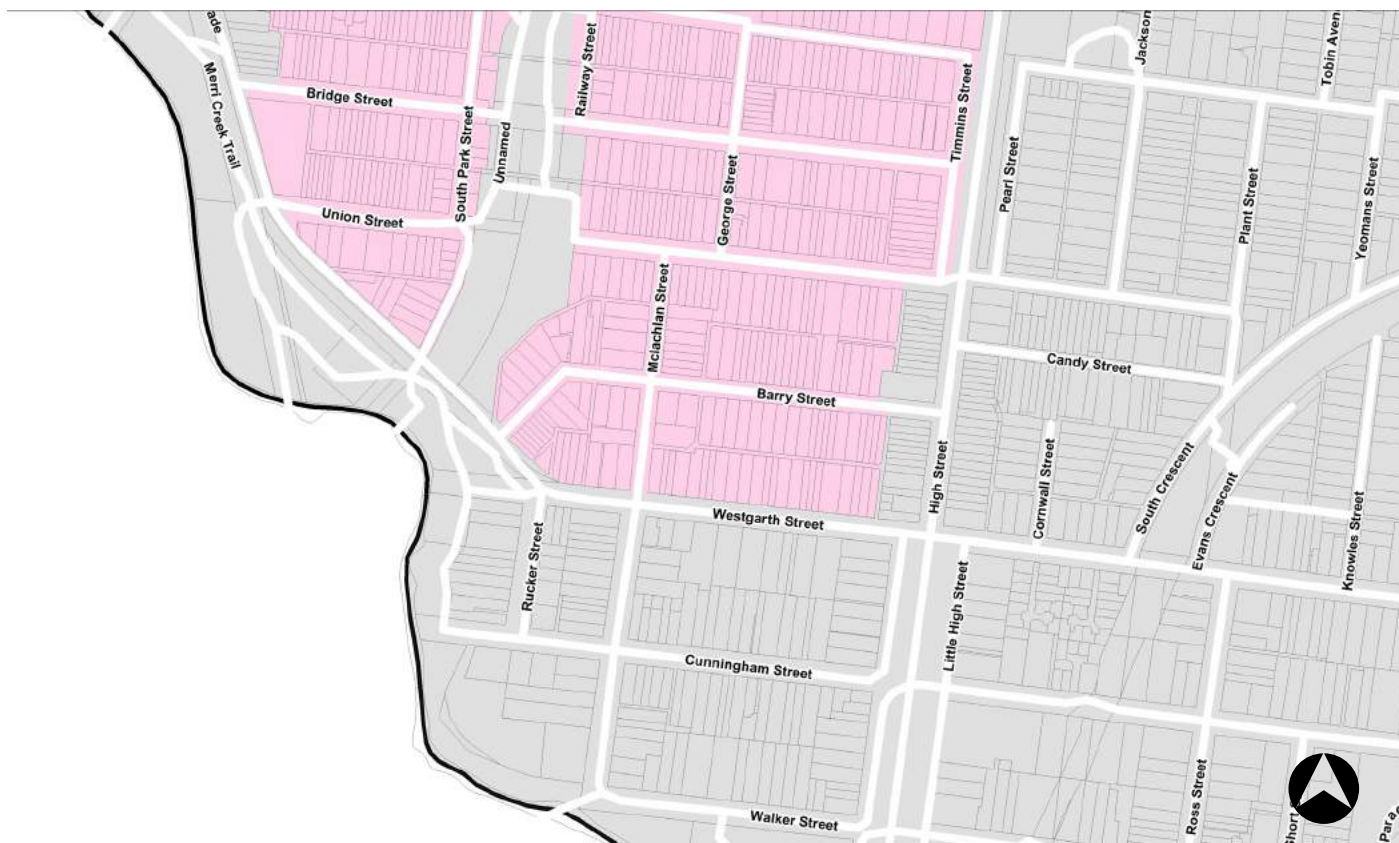 ade
Jackson
Tobin Aven
Railway Street
Merri Creek Trail
Bridge Street
South Park Street
Unnamed
Timmins Street
Pearl Street
George Street
Plant Street
Yeomans Street
Union Street
Mclachlan Street
Candy Street
Barry Street
High Street
Cornwall Street
South Crescent
Evans Crescent
Knowles Street
Westgarth Street
Rucker Street
Little High Street
Cunningham Street
Ross Street
Short S
Para
Walker Street